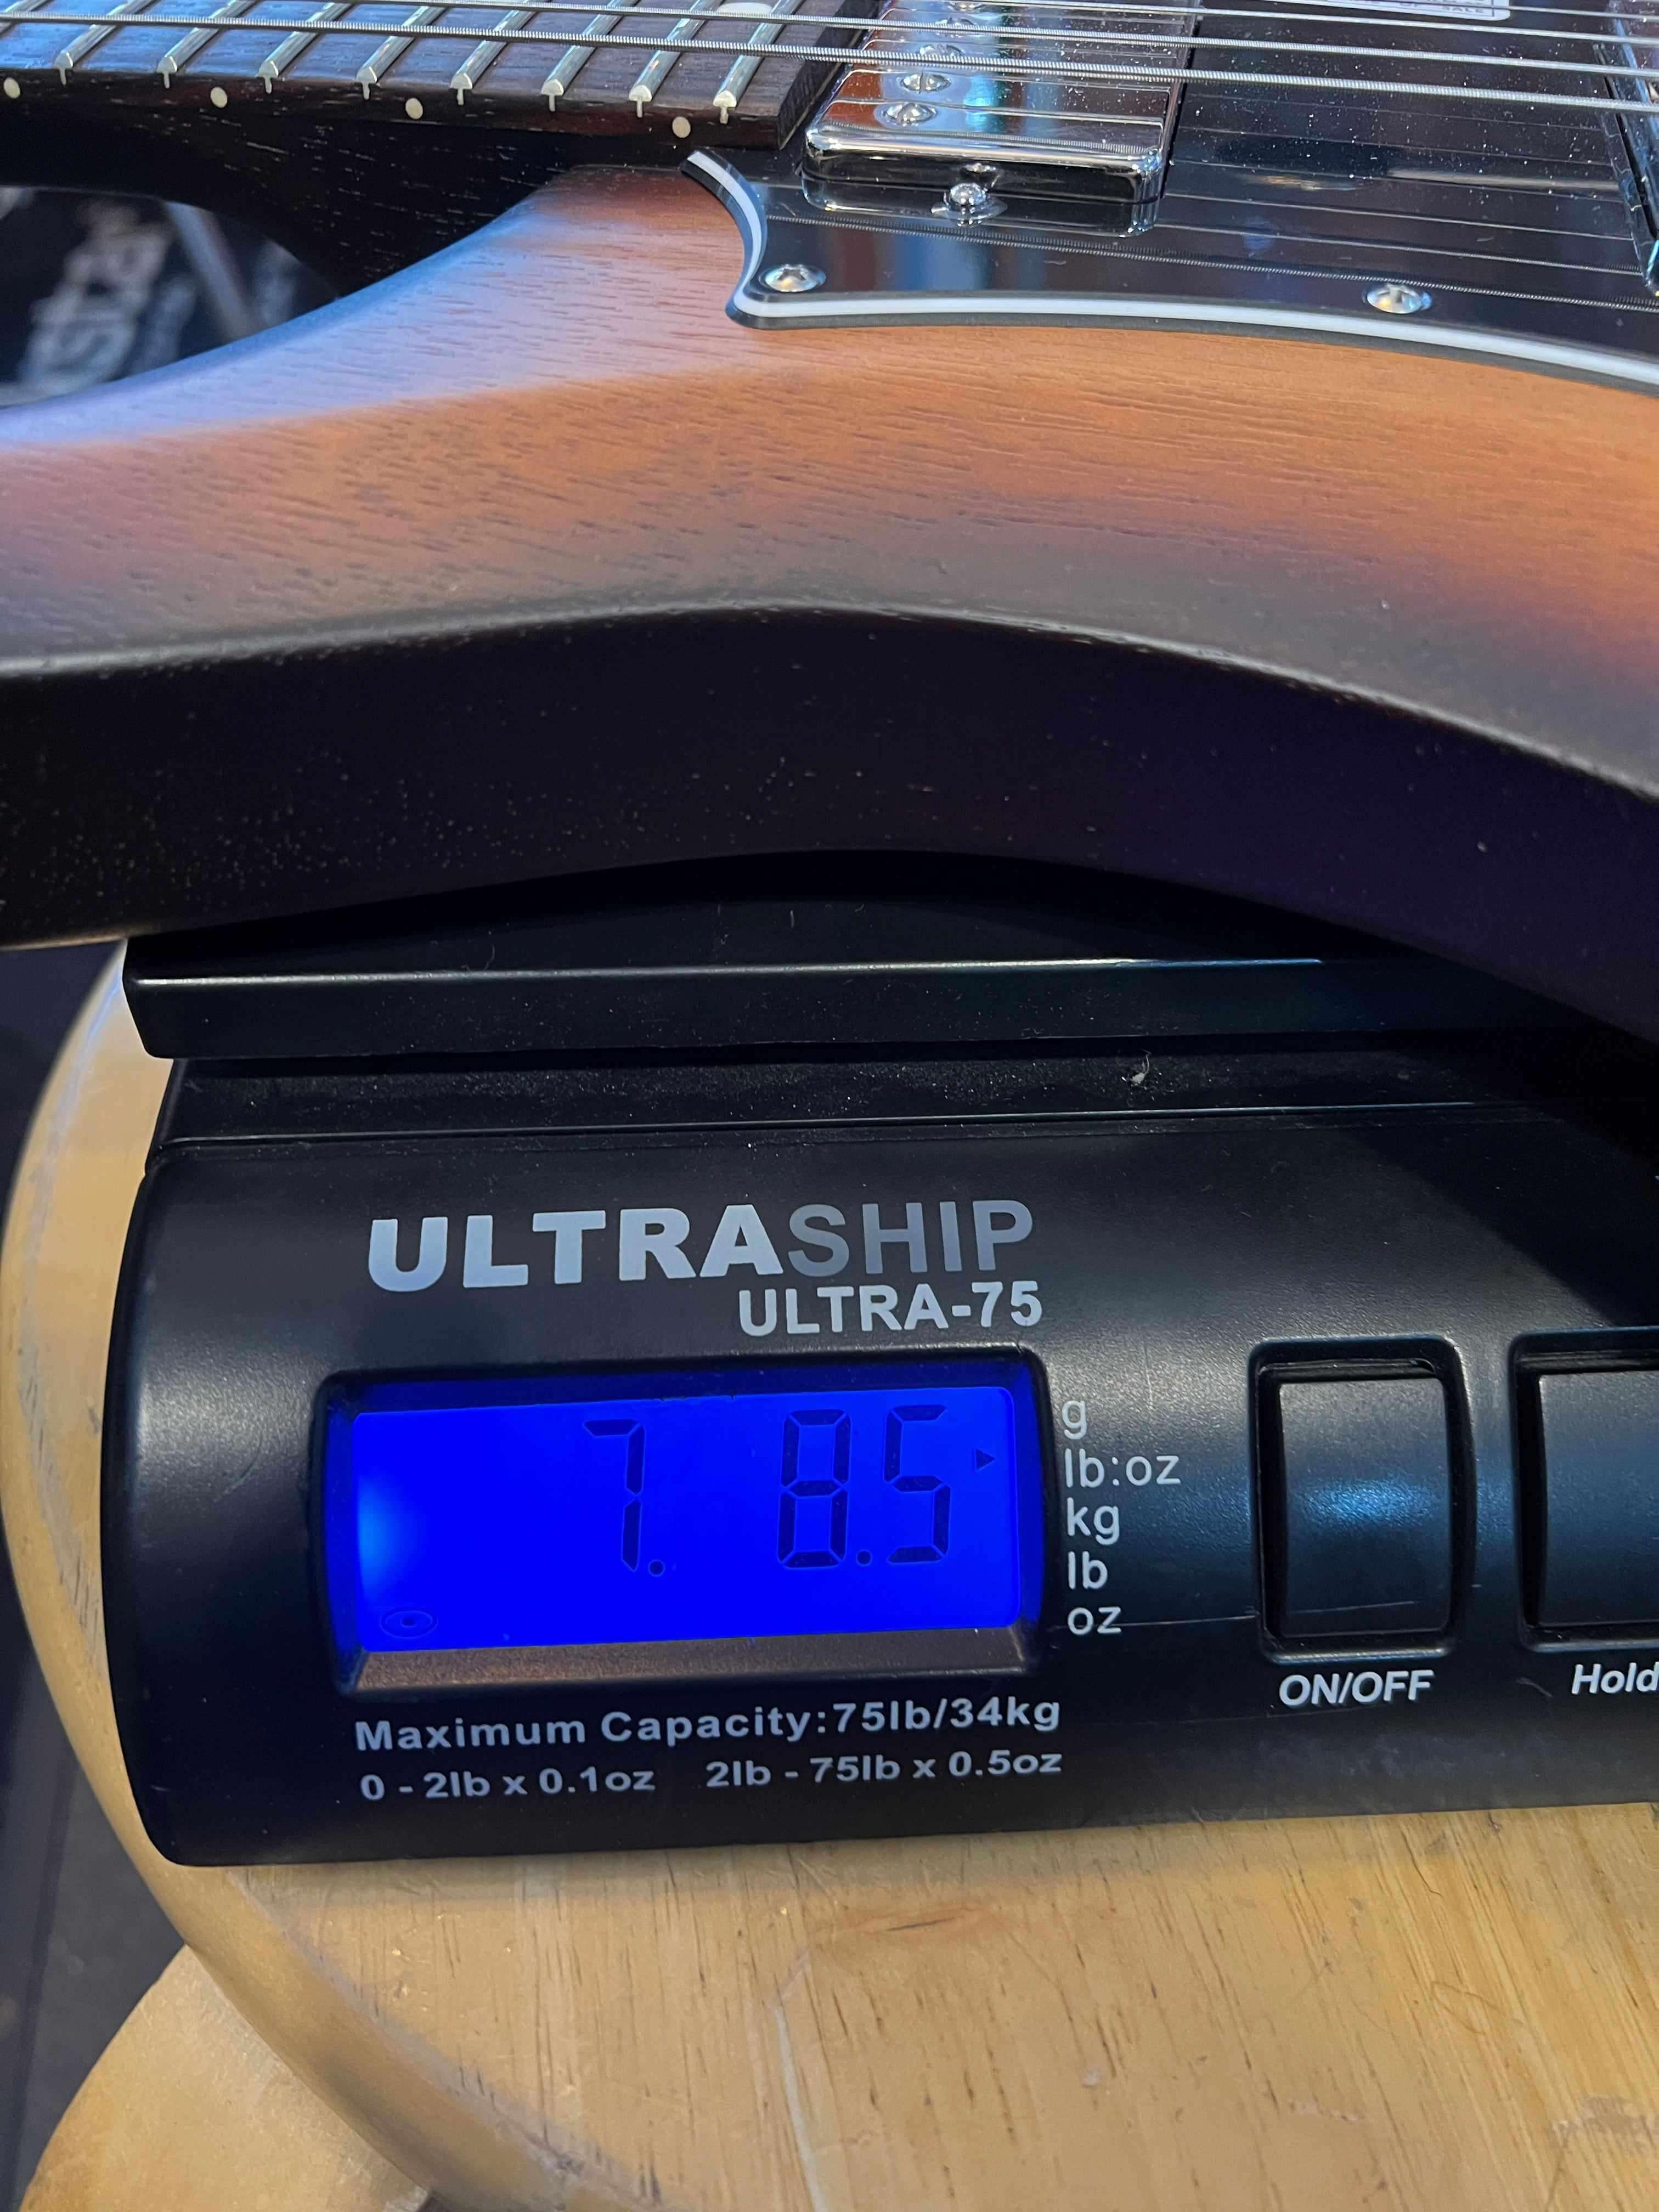 SALE
ULTRASHIP
ULTRA-75
7. 8.5
g
lb:oz
kg
lb
oz
ON/OFF
Hold
Maximum Capacity:75lb/34kg
0 - 2lb x 0.1oz 2lb - 75lb x 0.5oz